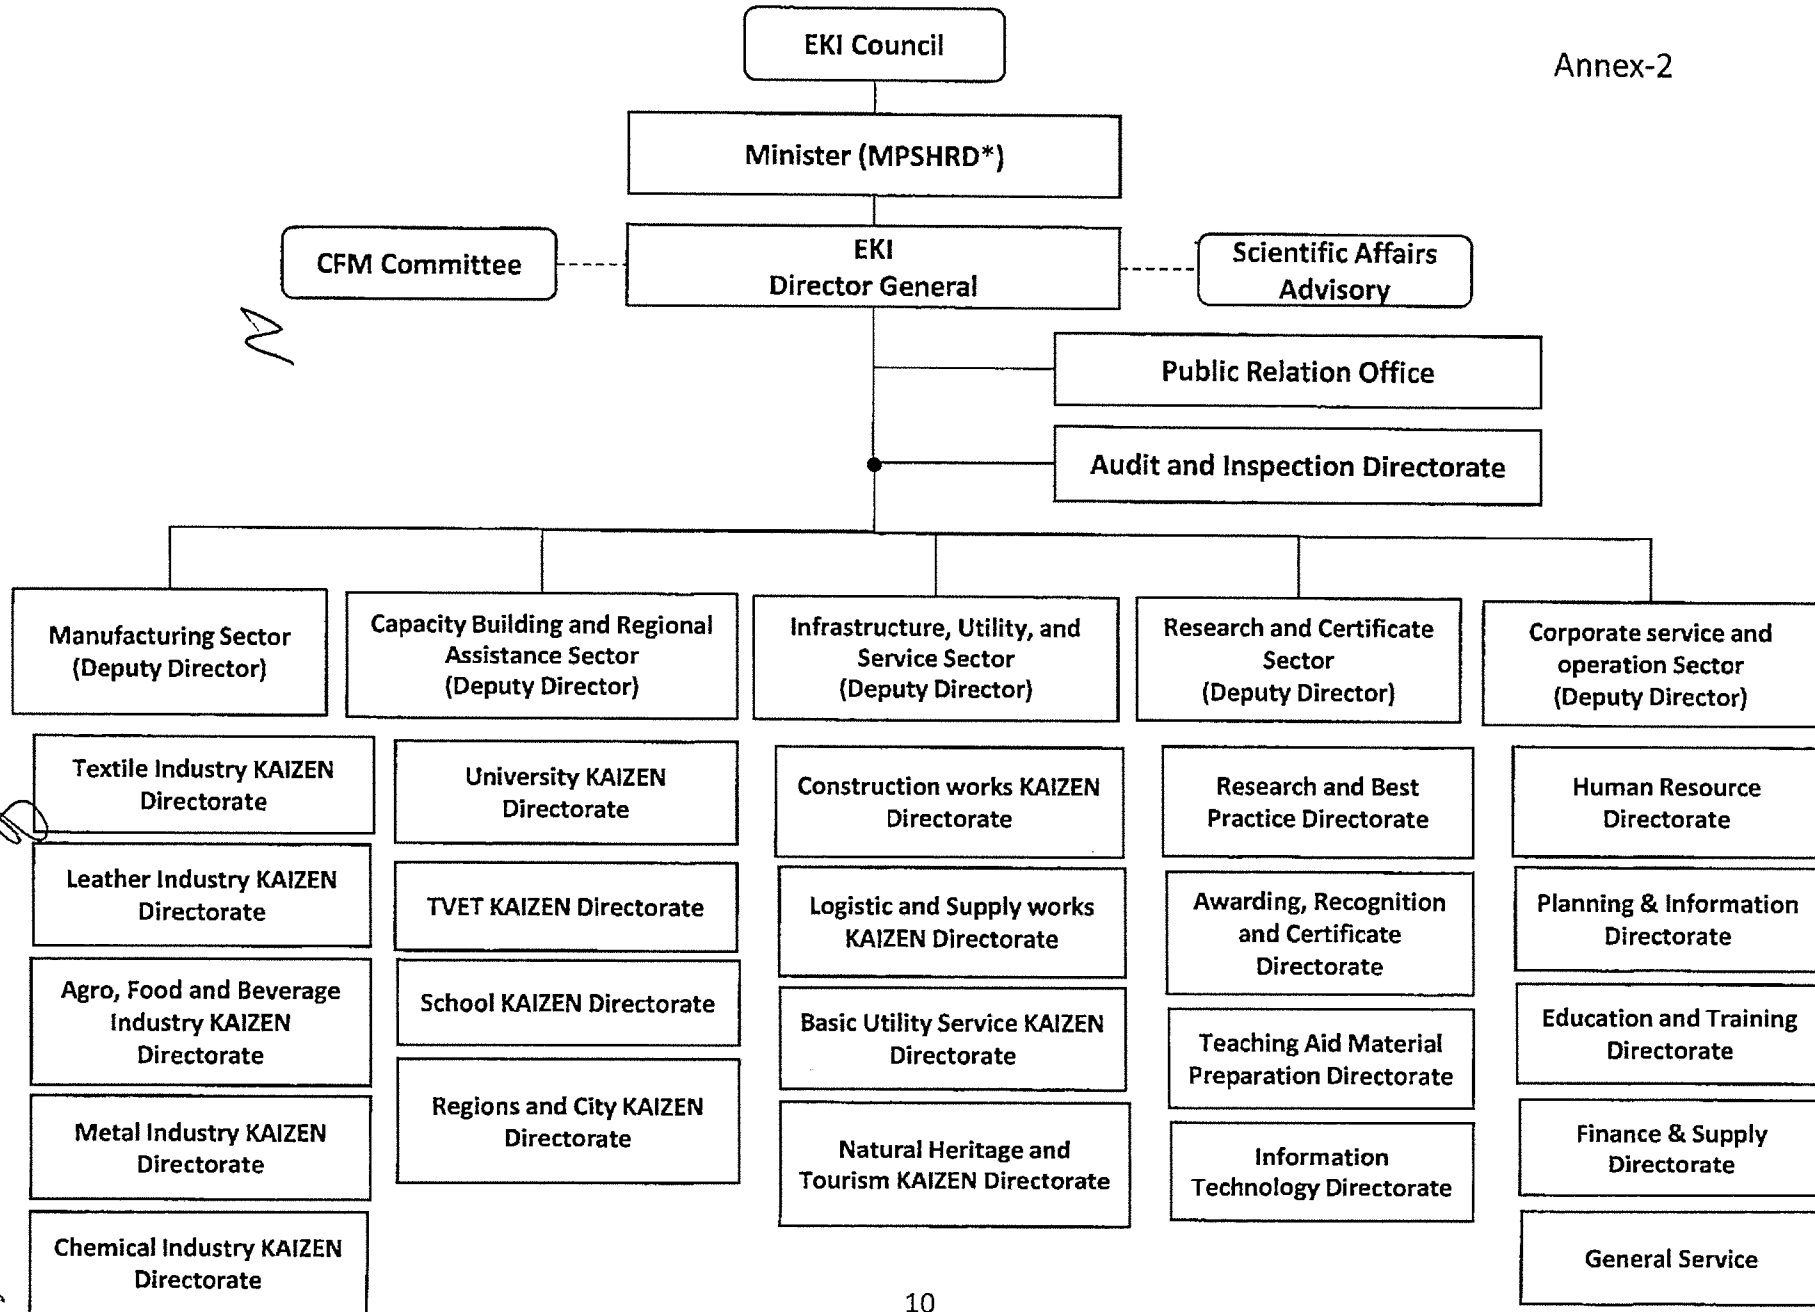 EKI Council
Annex-2
Minister (MPSHRD*)
CFM Committee
EKI
Director General
Scientific Affairs
Advisory
Public Relation Office
Audit and Inspection Directorate
Manufacturing Sector
(Deputy Director)
Capacity Building and Regional
Assistance Sector
(Deputy Director)
Infrastructure, Utility, and
Service Sector
(Deputy Director)
Research and Certificate
Sector
(Deputy Director)
Corporate service and
operation Sector
(Deputy Director)
Textile Industry KAIZEN
Directorate
Leather Industry KAIZEN
Directorate
Agro, Food and Beverage
Industry KAIZEN
Directorate
Metal Industry KAIZEN
Directorate
Chemical Industry KAIZEN
Directorate
University KAIZEN
Directorate
TVET KAIZEN Directorate
School KAIZEN Directorate
Regions and City KAIZEN
Directorate
Construction works KAIZEN
Directorate
Logistic and Supply works
KAIZEN Directorate
Basic Utility Service KAIZEN
Directorate
Natural Heritage and
Tourism KAIZEN Directorate
Research and Best
Practice Directorate
Awarding, Recognition
and Certificate
Directorate
Teaching Aid Material
Preparation Directorate
Information
Technology Directorate
Human Resource
Directorate
Planning & Information
Directorate
Education and Training
Directorate
Finance & Supply
Directorate
General Service
10